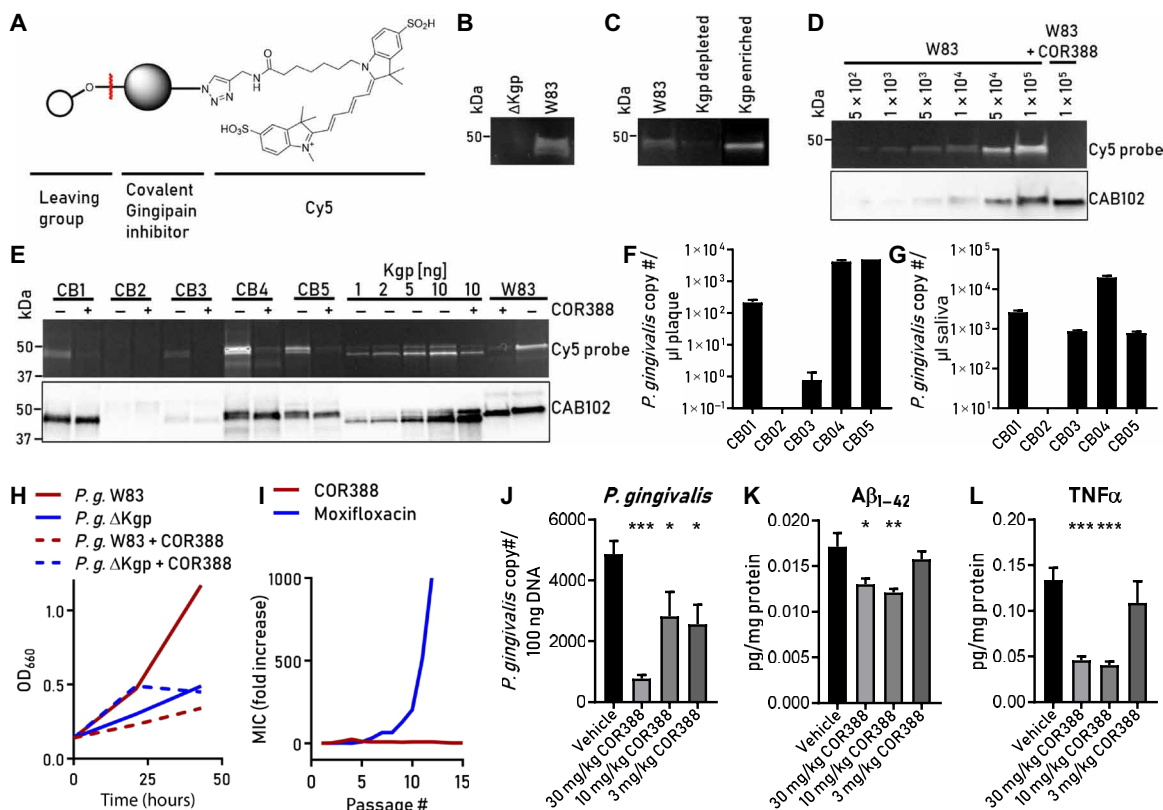 A
SO₂H
O
N
H
O
N
N=N
N
HO₃S
N⁺
Leaving
group
Covalent
Gingipain
inhibitor
Cy5
B
kDa
ΔKgp
W83
50
C
kDa
W83
Kgp depleted
Kgp enriched
50
D
W83
W83
+ COR388
kDa
5 × 10²
1 × 10³
5 × 10³
1 × 10⁴
5 × 10⁴
1 × 10⁵
1 × 10⁵
50
Cy5 probe
CAB102
E
Kgp [ng]
kDa
CB1 CB2 CB3 CB4 CB5 1 2 5 10 10 W83
– + – + – + – + – + – – – – + + – COR388
50
37
Cy5 probe
50
37
CAB102
F
P. gingivalis copy #/
µl plaque
1 × 10⁴
1 × 10³
1 × 10²
1 × 10¹
1 × 10⁰
1 × 10⁻¹
CB01 CB02 CB03 CB04 CB05
G
P. gingivalis copy #/
µl saliva
1 × 10⁵
1 × 10⁴
1 × 10³
1 × 10²
1 × 10¹
CB01 CB02 CB03 CB04 CB05
H
P. g. W83
P. g. ΔKgp
P. g. W83 + COR388
P. g. ΔKgp + COR388
OD₆₆₀
1.0
0.5
0.0
0 25 50
Time (hours)
I
COR388
Moxifloxacin
MIC (fold increase)
1000
500
0
0 5 10 15
Passage #
J
P. gingivalis
P. gingivalis copy#/
100 ng DNA
6000
4000
2000
0
*** * *
Vehicle
30 mg/kg COR388
10 mg/kg COR388
3 mg/kg COR388
K
Aβ₁₋₄₂
pg/mg protein
0.020
0.015
0.010
0.005
0.000
* **
Vehicle
30 mg/kg COR388
10 mg/kg COR388
3 mg/kg COR388
L
TNFα
pg/mg protein
0.20
0.15
0.10
0.05
0.00
*** ***
Vehicle
30 mg/kg COR388
10 mg/kg COR388
3 mg/kg COR388